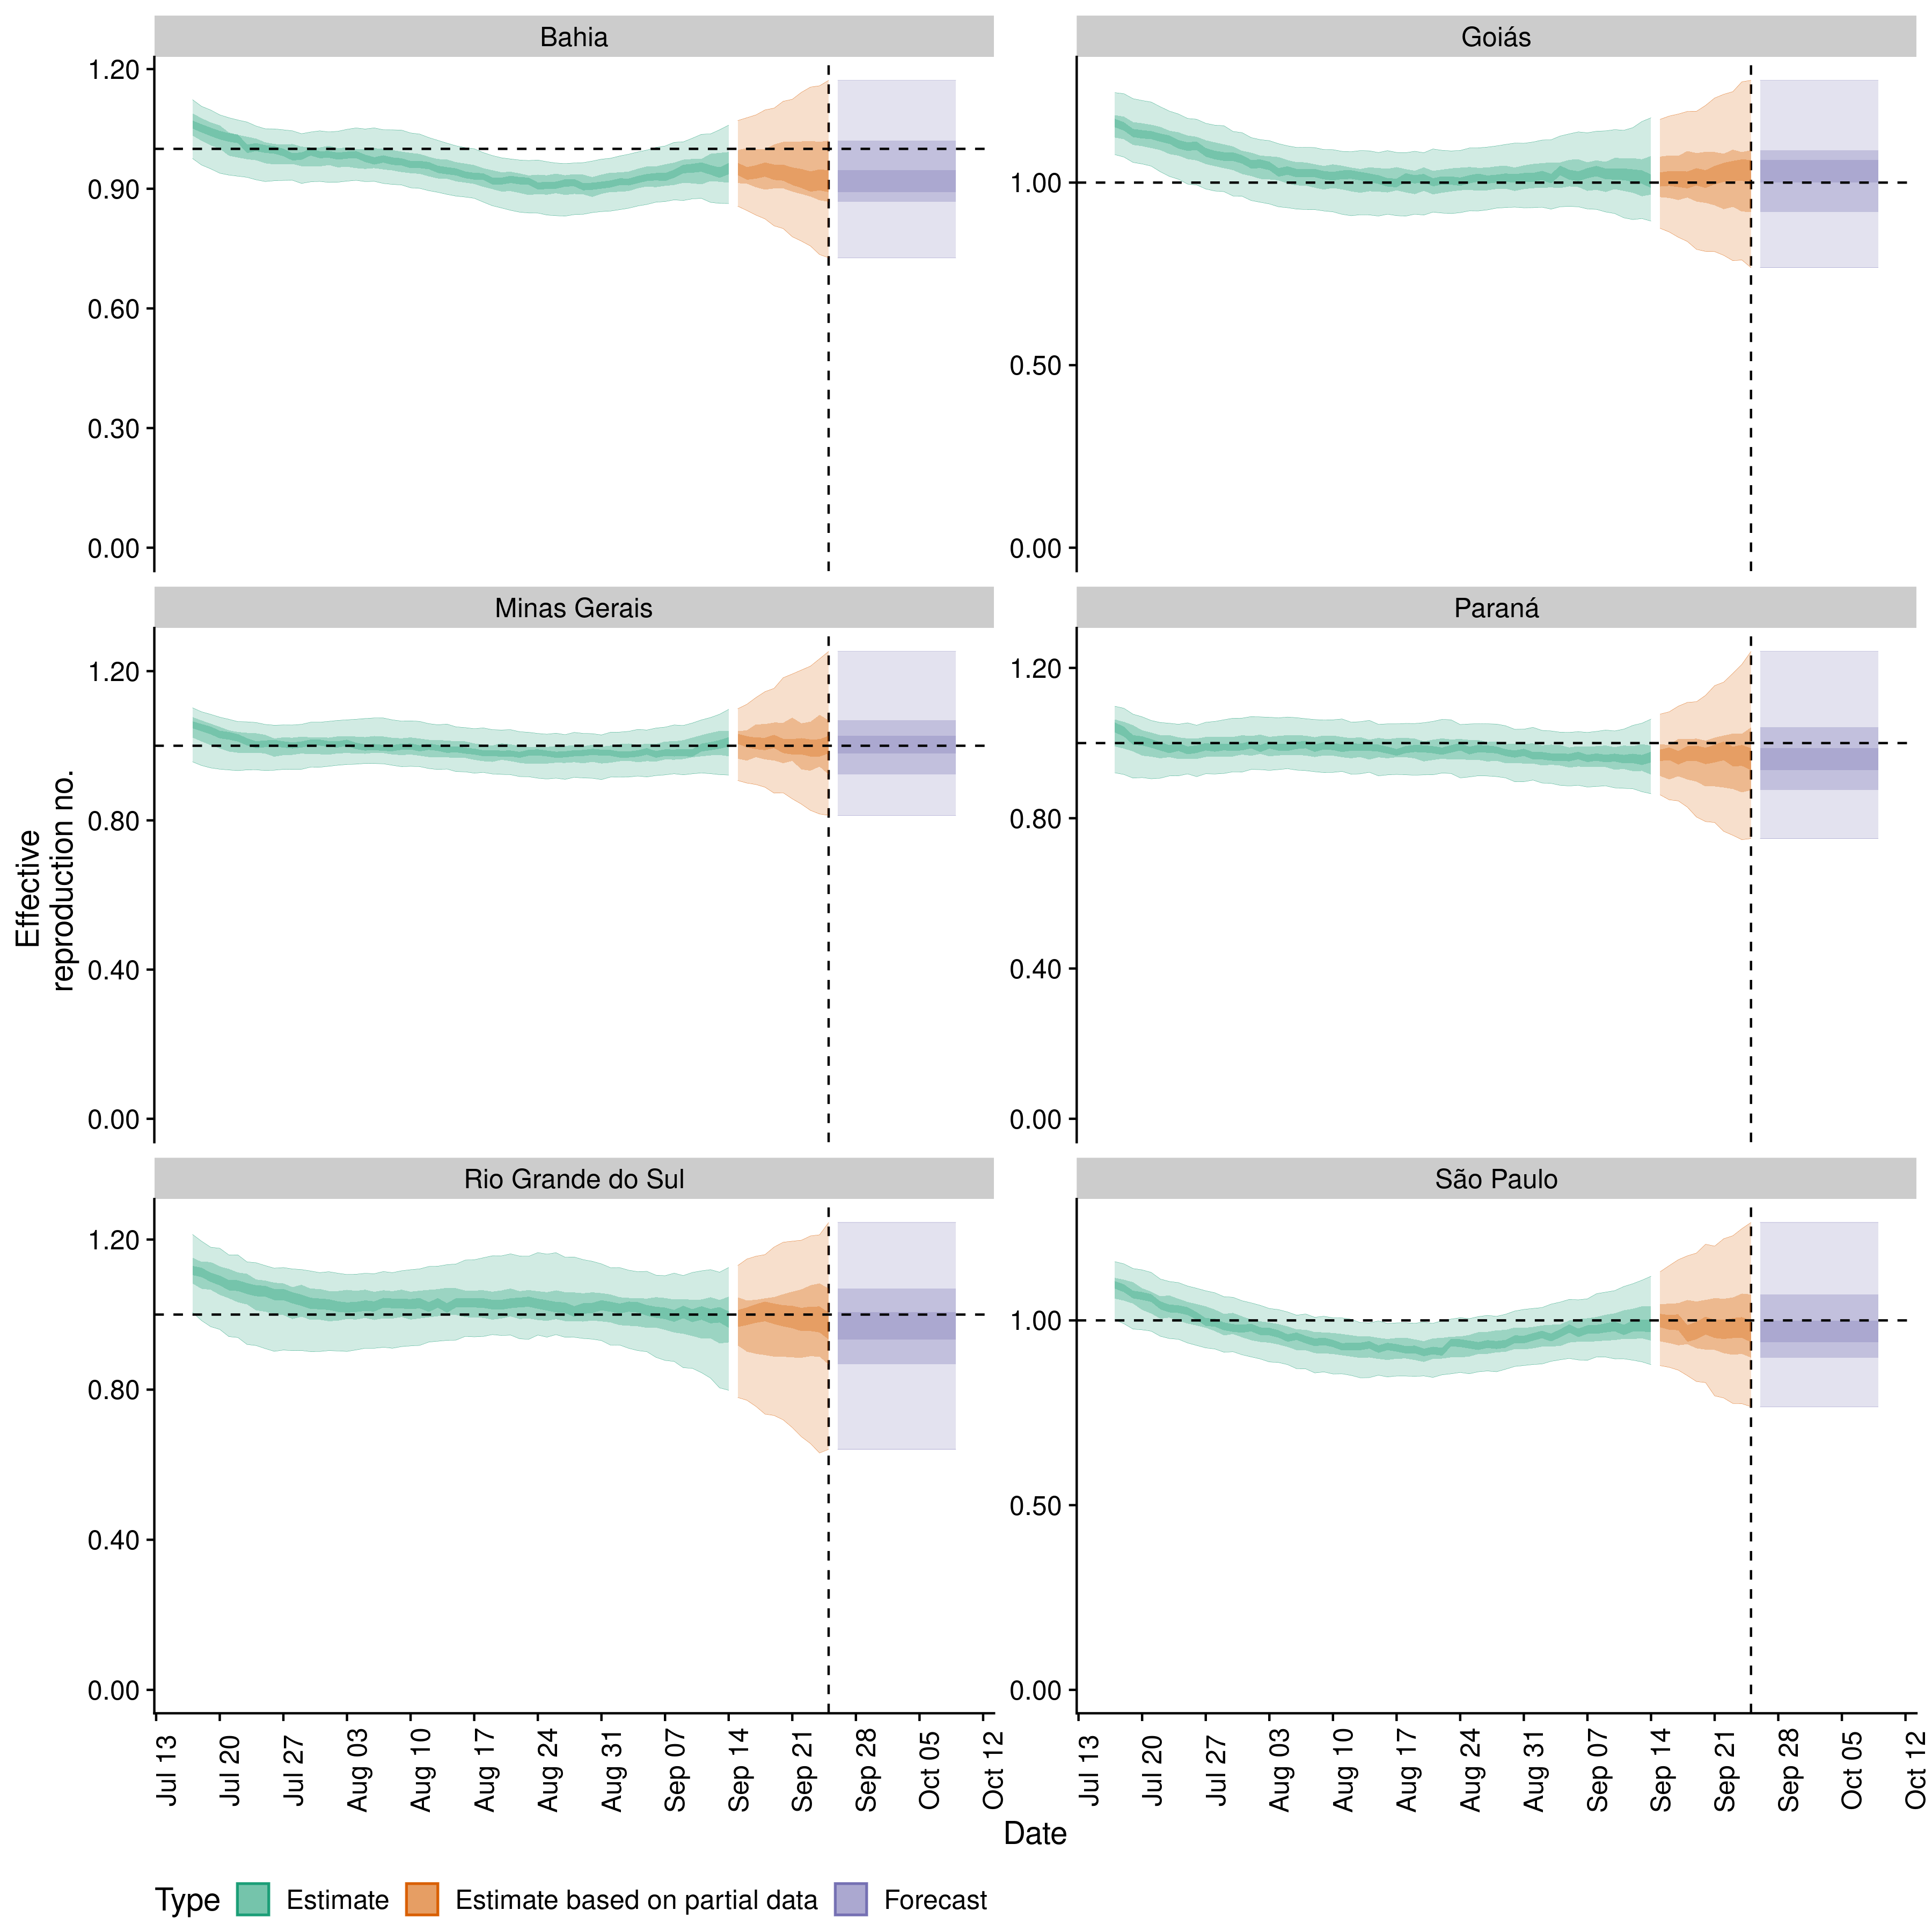 Bahia
Goiás
1.20
0.90
0.60
0.30
0.00
1.00
0.50
0.00
Minas Gerais
Paraná
1.20
0.80
0.40
0.00
1.20
0.80
0.40
0.00
Effective
reproduction no.
Rio Grande do Sul
São Paulo
1.20
0.80
0.40
0.00
1.00
0.50
0.00
Jul 13
Jul 20
Jul 27
Aug 03
Aug 10
Aug 17
Aug 24
Aug 31
Sep 07
Sep 14
Sep 21
Sep 28
Oct 05
Oct 12
Jul 13
Jul 20
Jul 27
Aug 03
Aug 10
Aug 17
Aug 24
Aug 31
Sep 07
Sep 14
Sep 21
Sep 28
Oct 05
Oct 12
Date
Type Estimate Estimate based on partial data Forecast